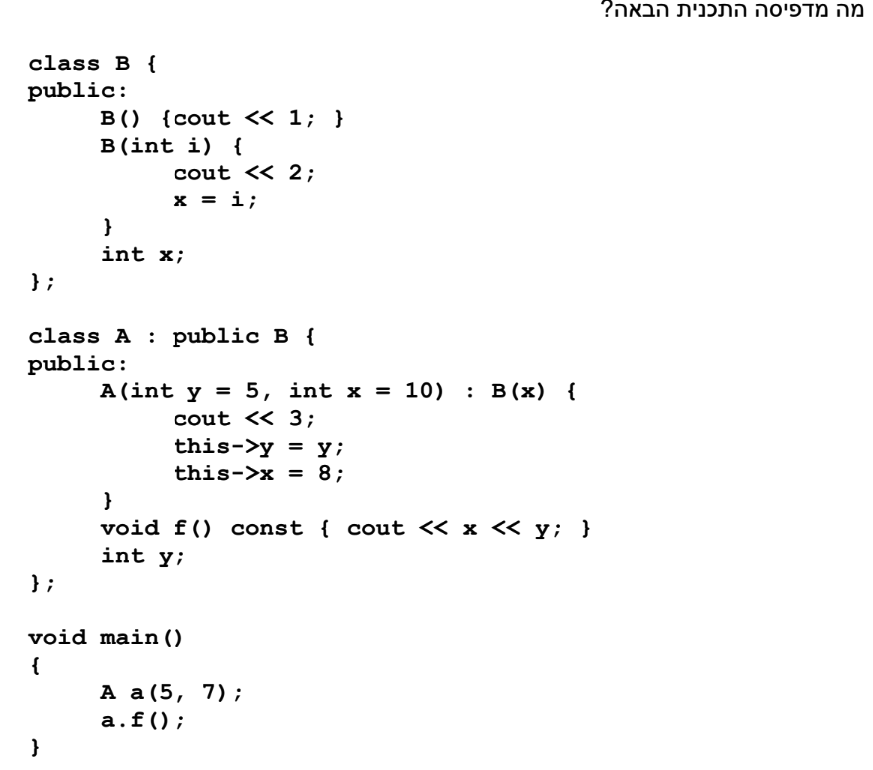 מה מדפיסה התכנית הבאה?
class B {
public:
B() {cout << 1; }
B(int i) {
cout << 2;
x = i;
}
int x;
};
class A : public B {
public:
A(int y = 5, int x = 10) : B(x) {
cout << 3;
this->y = y;
this->x = 8;
}
void f() const { cout << x << y; }
int y;
};
void main()
{
A a(5, 7);
a.f();
}